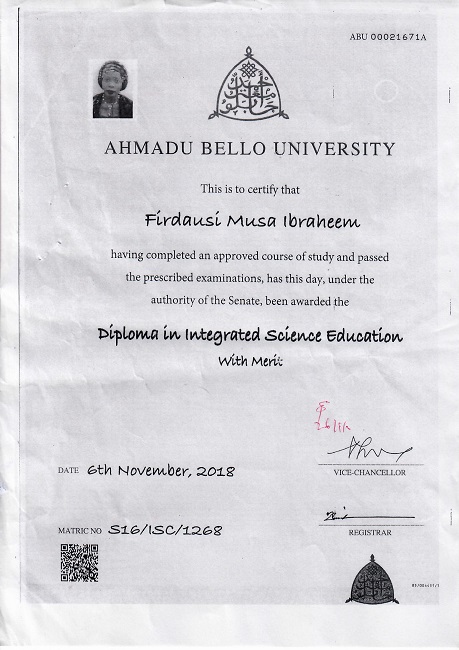 ABU 00021671A
AHMADU BELLO UNIVERSITY
This is to certify that
Firdausi Musa Ibraheem
having completed an approved course of study and passed
the prescribed examinations, has this day, under the
authority of the Senate, been awarded the
Diploma in Integrated Science Education
With Merit
DATE 6th November, 2018
VICE-CHANCELLOR
MATRIC NO S16/ISC/1268
REGISTRAR